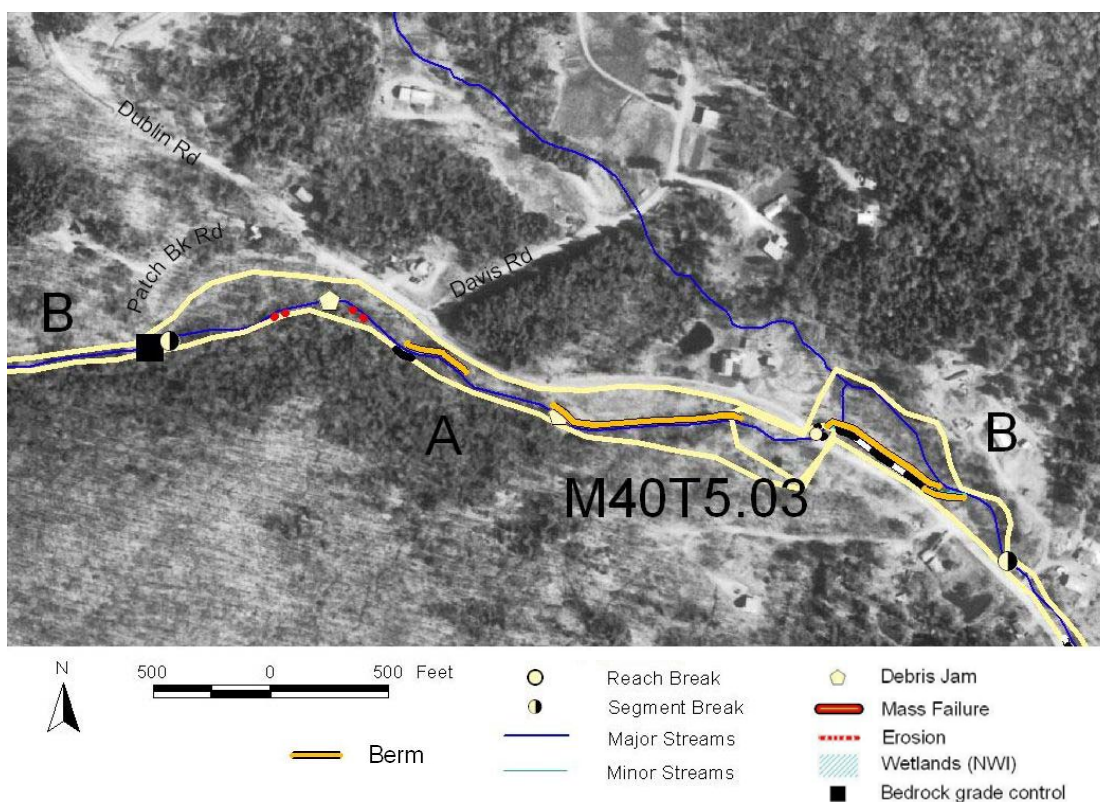 Dublin Rd
Patch Bk Rd
Davis Rd
B
A
B
M40T5.03
N
500 0 500 Feet
Berm
Reach Break
Segment Break
Major Streams
Minor Streams
Debris Jam
Mass Failure
Erosion
Wetlands (NWI)
Bedrock grade control